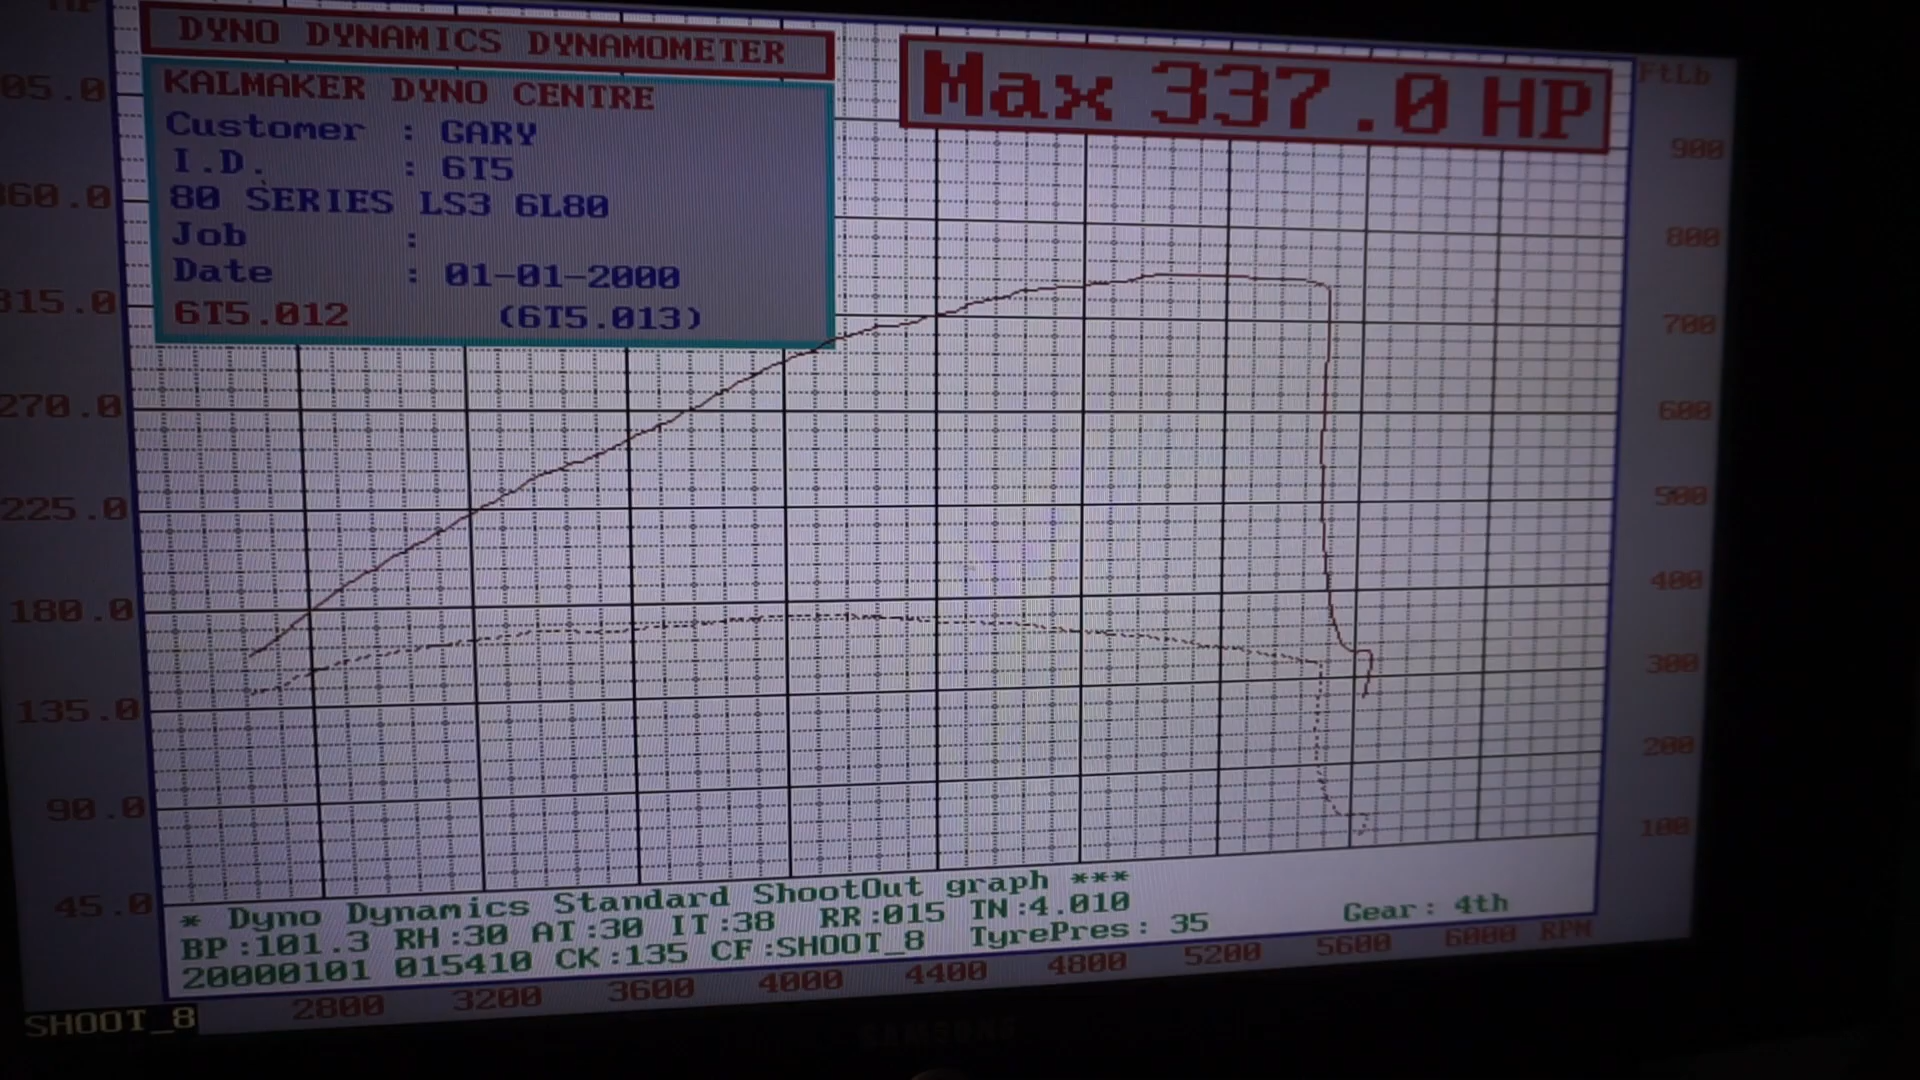 HP
DYNO DYNAMICS DYNAMOMETER
KALMAKER DYNO CENTRE
Customer : GARY
I.D. : 6T5
80 SERIES LS3 6L80
Job :
Date : 01-01-2000
6T5.012 (6T5.013)
Max 337.0 HP
FtLb
05.0
360.0
315.0
270.0
225.0
180.0
135.0
90.0
45.0
900
800
700
600
500
400
300
200
100
* Dyno Dynamics Standard ShootOut graph ***
BP:101.3 RH:30 AT:30 IT:38 RR:015 IN:4.010
20000101 015410 CK:135 CF:SHOOT_8 TyrePres: 35
Gear: 4th
2800 3200 3600 4000 4400 4800 5200 5600 6000 RPM
SHOOT_8
SAMSUNG